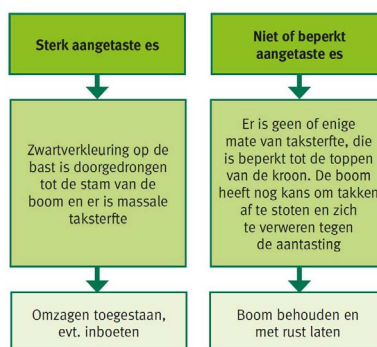 Sterk aangetaste es
Zwartverkleuring op de
bast is doorgedrongen
tot de stam van de
boom en er is massale
taksterfte
Omzagen toegestaan,
evt. inboeten
Niet of beperkt
aangetaste es
Er is geen of enige
mate van taksterfte, die
is beperkt tot de toppen
van de kroon. De boom
heeft nog kans om takken
af te stoten en zich
te verweren tegen
de aantasting
Boom behouden en
met rust laten